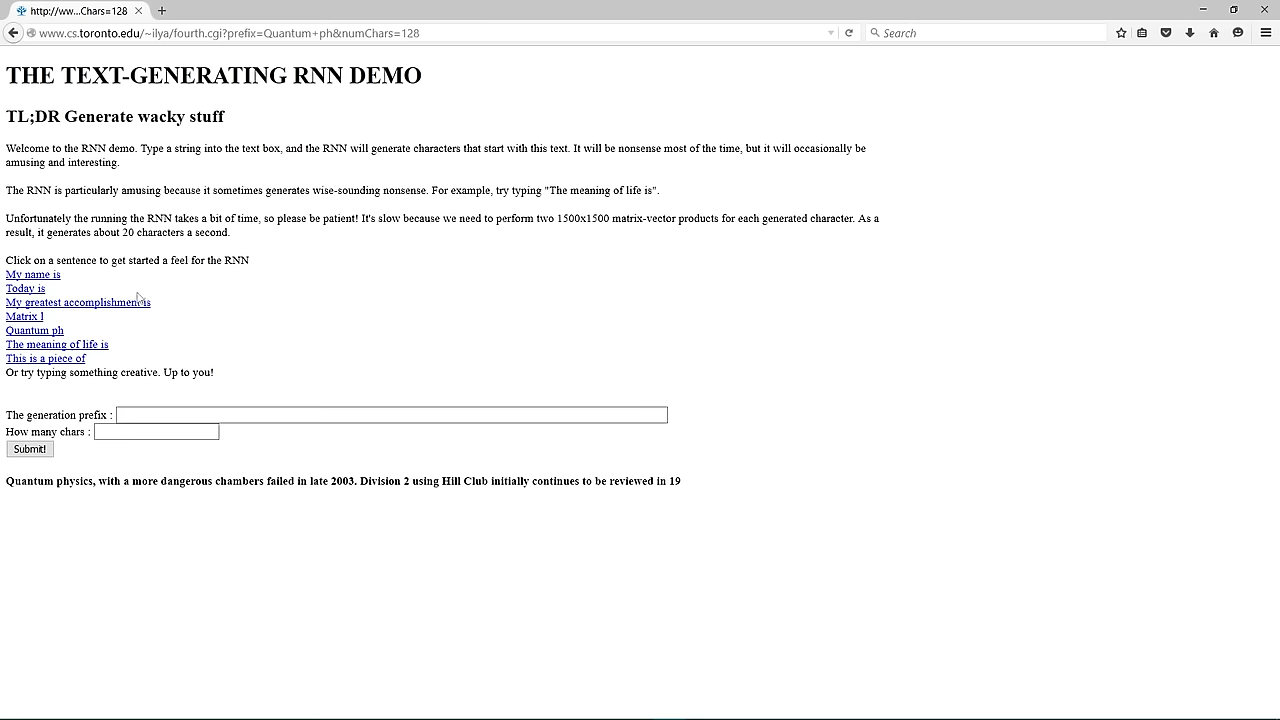 http://ww...Chars=128
www.cs.toronto.edu/~ilya/fourth.cgi?prefix=Quantum+ph&numChars=128
Search
THE TEXT-GENERATING RNN DEMO
TL;DR Generate wacky stuff
Welcome to the RNN demo. Type a string into the text box, and the RNN will generate characters that start with this text. It will be nonsense most of the time, but it will occasionally be
amusing and interesting.
The RNN is particularly amusing because it sometimes generates wise-sounding nonsense. For example, try typing "The meaning of life is".
Unfortunately the running the RNN takes a bit of time, so please be patient! It's slow because we need to perform two 1500x1500 matrix-vector products for each generated character. As a
result, it generates about 20 characters a second.
Click on a sentence to get started a feel for the RNN
My name is
Today is
My greatest accomplishment is
Matrix l
Quantum ph
The meaning of life is
This is a piece of
Or try typing something creative. Up to you!
The generation prefix :
How many chars :
Submit!
Quantum physics, with a more dangerous chambers failed in late 2003. Division 2 using Hill Club initially continues to be reviewed in 19